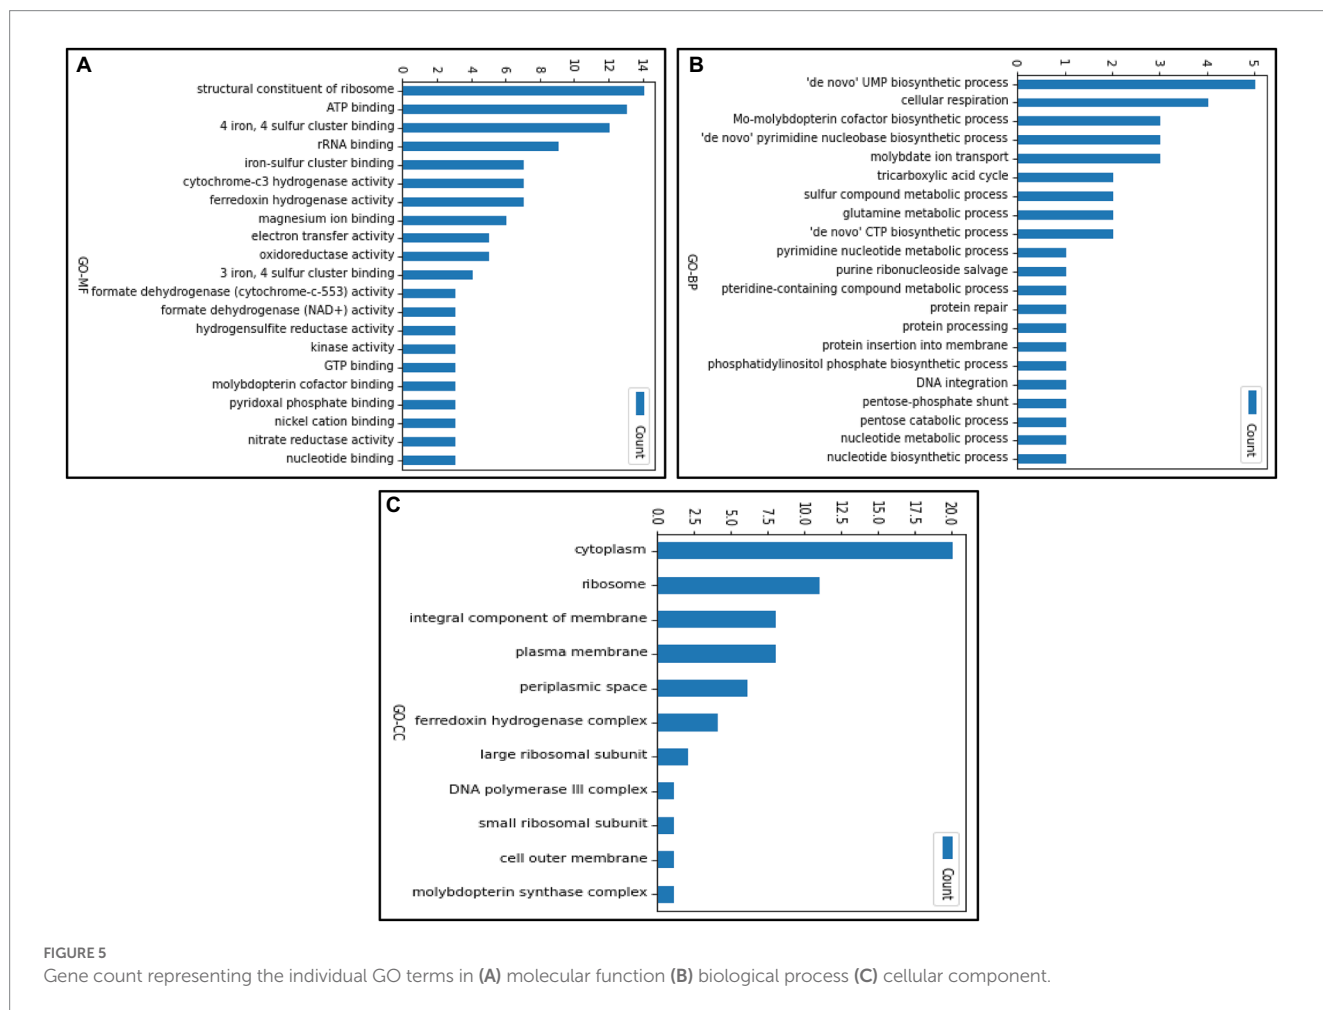 A
0
2
4
6
8
10
12
14
structural constituent of ribosome
ATP binding
4 iron, 4 sulfur cluster binding
rRNA binding
iron-sulfur cluster binding
cytochrome-c3 hydrogenase activity
ferredoxin hydrogenase activity
magnesium ion binding
electron transfer activity
oxidoreductase activity
3 iron, 4 sulfur cluster binding
formate dehydrogenase (cytochrome-c-553) activity
formate dehydrogenase (NAD+) activity
hydrogensulfite reductase activity
kinase activity
GTP binding
molybdopterin cofactor binding
pyridoxal phosphate binding
nickel cation binding
nitrate reductase activity
nucleotide binding
GO-MF
Count
B
0
1
2
3
4
5
'de novo' UMP biosynthetic process
cellular respiration
Mo-molybdopterin cofactor biosynthetic process
'de novo' pyrimidine nucleobase biosynthetic process
molybdate ion transport
tricarboxylic acid cycle
sulfur compound metabolic process
glutamine metabolic process
'de novo' CTP biosynthetic process
pyrimidine nucleotide metabolic process
purine ribonucleoside salvage
pteridine-containing compound metabolic process
protein repair
protein processing
protein insertion into membrane
phosphatidylinositol phosphate biosynthetic process
DNA integration
pentose-phosphate shunt
pentose catabolic process
nucleotide metabolic process
nucleotide biosynthetic process
GO-BP
Count
C
0.0
2.5
5.0
7.5
10.0
12.5
15.0
17.5
20.0
cytoplasm
ribosome
integral component of membrane
plasma membrane
periplasmic space
ferredoxin hydrogenase complex
large ribosomal subunit
DNA polymerase III complex
small ribosomal subunit
cell outer membrane
molybdopterin synthase complex
GO-CC
Count
FIGURE 5
Gene count representing the individual GO terms in (A) molecular function (B) biological process (C) cellular component.